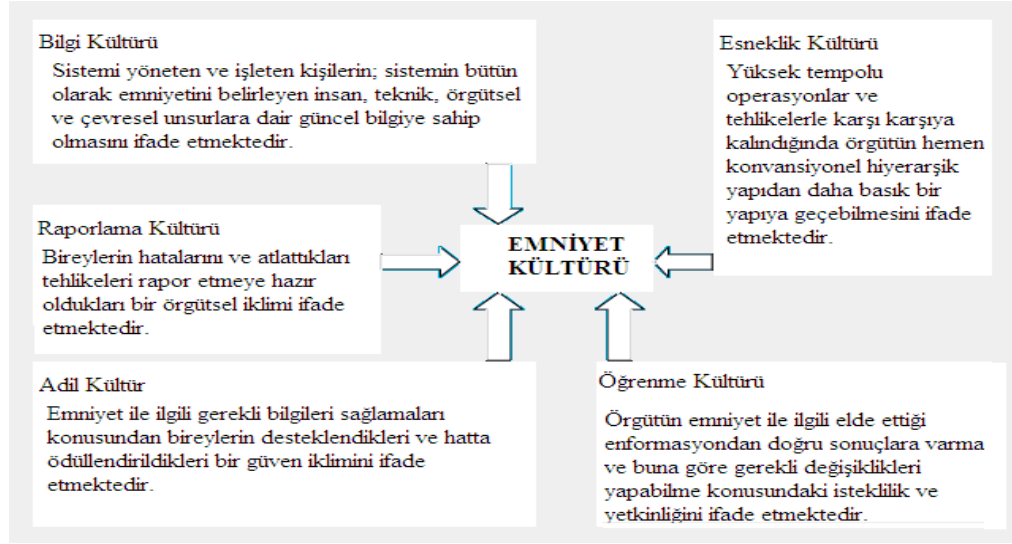 Bilgi Kültürü
Sistemi yöneten ve işleten kişilerin; sistemin bütün
olarak emniyetini belirleyen insan, teknik, örgütsel
ve çevresel unsurlara dair güncel bilgiye sahip
olmasını ifade etmektedir.
Esneklik Kültürü
Yüksek tempolu
operasyonlar ve
tehlikelerle karşı karşıya
kalındığında örgütün hemen
konvansiyonel hiyerarşik
yapıdan daha basık bir
yapıya geçebilmesini ifade
etmektedir.
Raporlama Kültürü
Bireylerin hatalarını ve atlattıkları
tehlikeleri rapor etmeye hazır
oldukları bir örgütsel iklimi ifade
etmektedir.
EMNİYET
KÜLTÜRÜ
Adil Kültür
Emniyet ile ilgili gerekli bilgileri sağlamaları
konusundan bireylerin desteklendikleri ve hatta
ödüllendirildikleri bir güven iklimini ifade
etmektedir.
Öğrenme Kültürü
Örgütün emniyet ile ilgili elde ettiği
enformasyondan doğru sonuçlara varma
ve buna göre gerekli değişiklikleri
yapabilme konusundaki isteklilik ve
yetkinliğini ifade etmektedir.